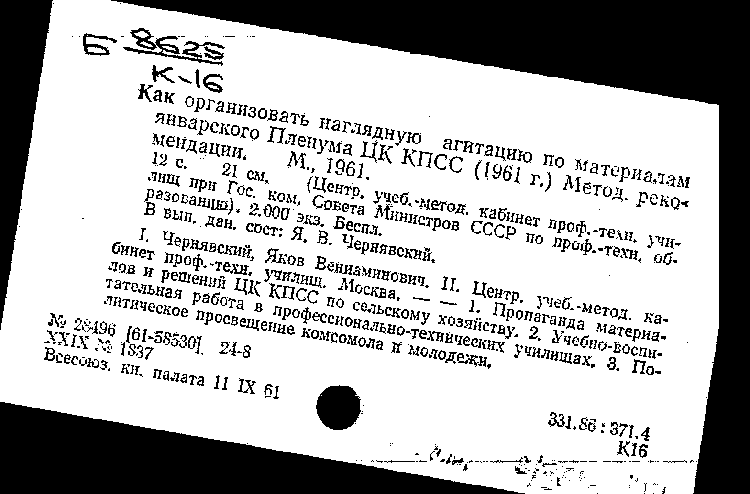 Б 8625
К-16
Как организовать наглядную агитацию по материалам
январского Пленума ЦК КПСС (1961 г.) Метод. реко-
мендации. М., 1961.
12 с. 21 см. (Центр. учеб.-метод. кабинет проф.-техн. учи-
лищ при Гос. ком. Совета Министров СССР по проф.-техн. об-
разованию). 2.000 экз. Беспл.
В вып. дан. сост: Я. В. Чернявский.
I. Чернявский, Яков Вениаминович. II. Центр. учеб.-метод. ка-
бинет проф.-техн. училищ. Москва. — — 1. Пропаганда материа-
лов и решений ЦК КПСС по сельскому хозяйству. 2. Учебно-воспи-
тательная работа в профессионально-технических училищах. 3. По-
литическое просвещение комсомола и молодежи.
№ 28496 [61-58530]. 24-8
XXIX № 1837
Всесоюз. кн. палата 11 IX 61
331.86 : 371.4
К16